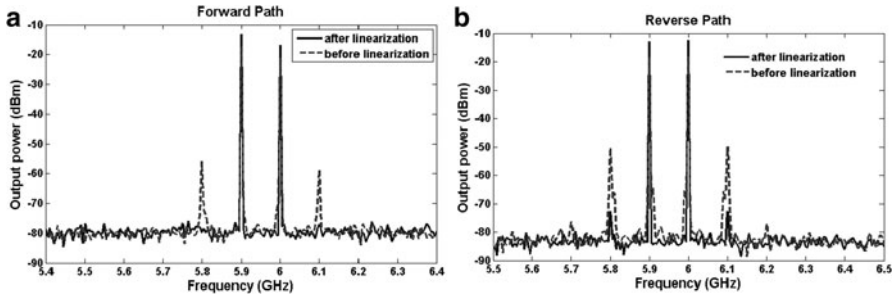 a
Forward Path
Output power (dBm)
-10
-20
-30
-40
-50
-60
-70
-80
-90
after linearization
before linearization
5.4 5.5 5.6 5.7 5.8 5.9 6 6.1 6.2 6.3 6.4
Frequency (GHz)
b
Reverse Path
Output power (dBm)
-10
-20
-30
-40
-50
-60
-70
-80
-90
after linearization
before linearization
5.5 5.6 5.7 5.8 5.9 6 6.1 6.2 6.3 6.4 6.5
Frequency (GHz)